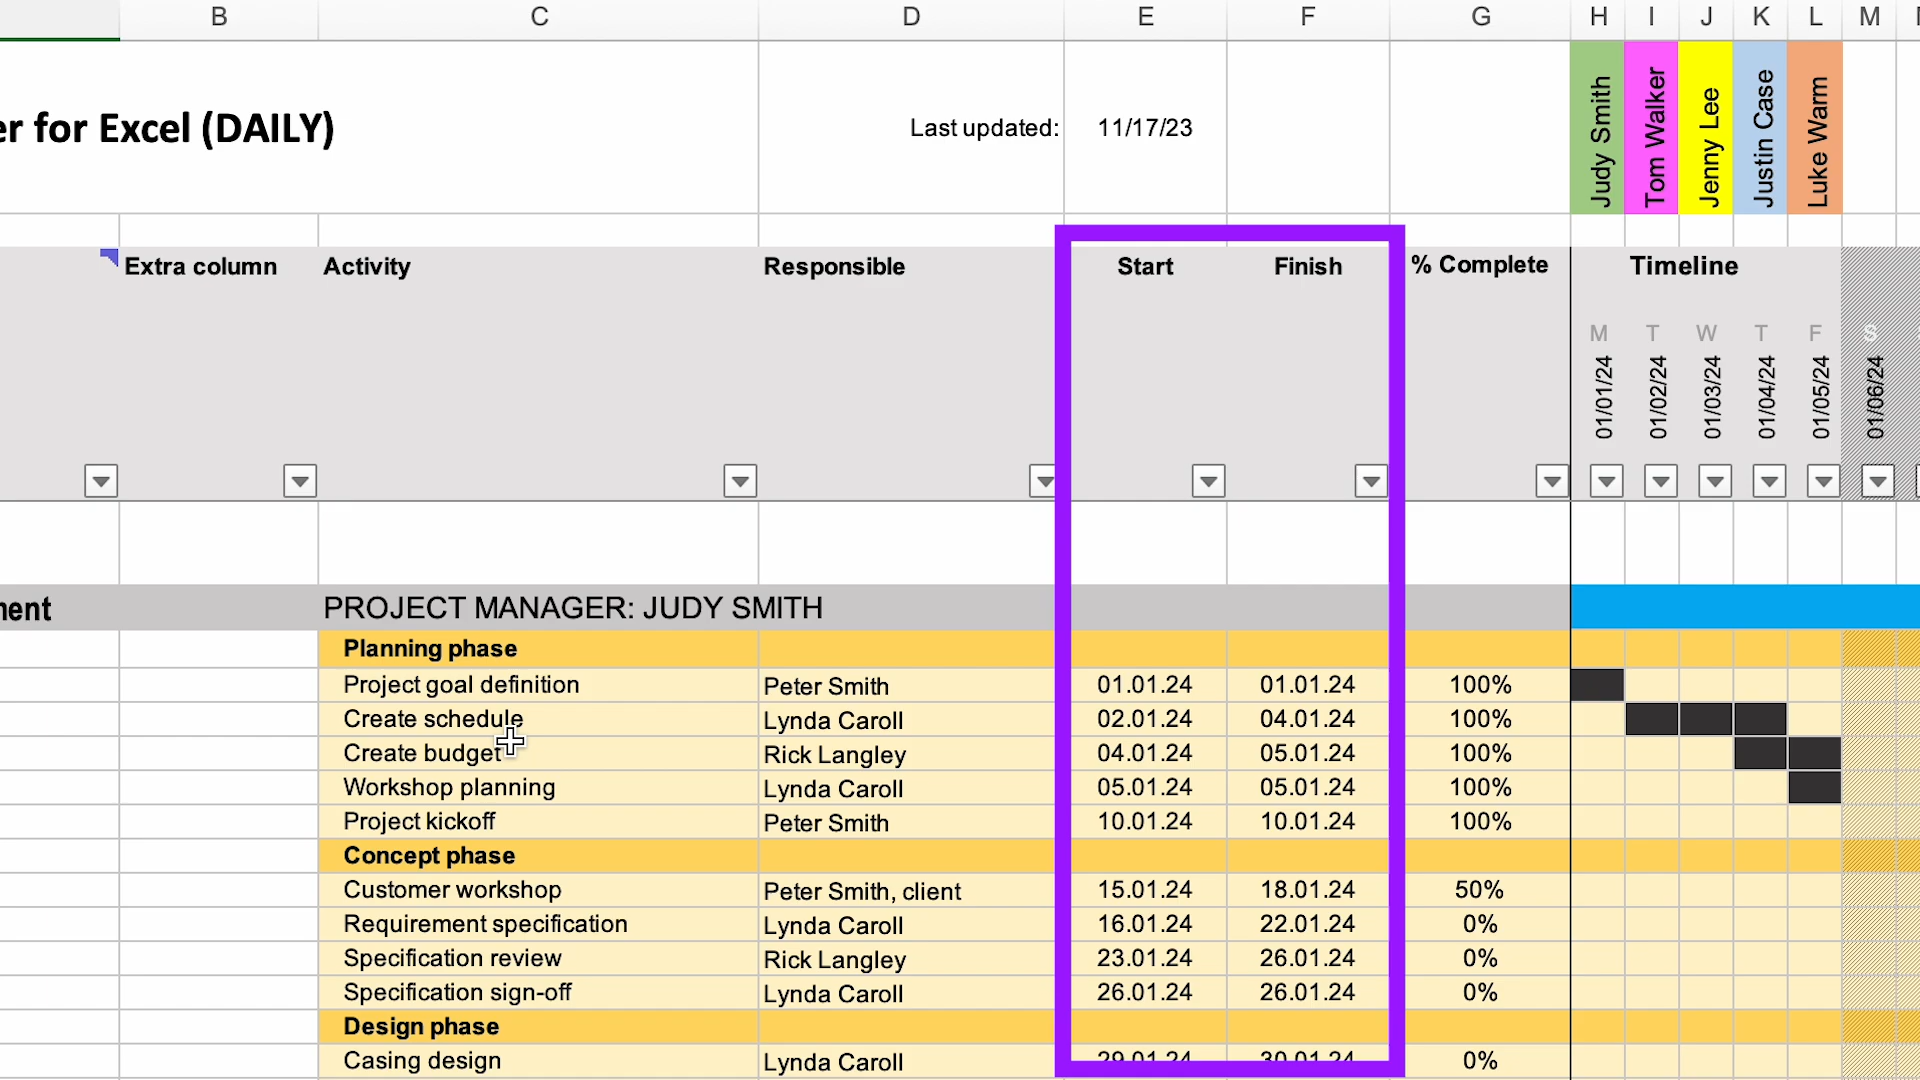 B C D E F G H I J K L M
er for Excel (DAILY)
Last updated: 11/17/23
Judy Smith
Tom Walker
Jenny Lee
Justin Case
Luke Warm
Extra column Activity Responsible Start Finish % Complete Timeline
M T W T F S
01/01/24 01/02/24 01/03/24 01/04/24 01/05/24 01/06/24
ment PROJECT MANAGER: JUDY SMITH
Planning phase
Project goal definition Peter Smith 01.01.24 01.01.24 100%
Create schedule Lynda Caroll 02.01.24 04.01.24 100%
Create budget Rick Langley 04.01.24 05.01.24 100%
Workshop planning Lynda Caroll 05.01.24 05.01.24 100%
Project kickoff Peter Smith 10.01.24 10.01.24 100%
Concept phase
Customer workshop Peter Smith, client 15.01.24 18.01.24 50%
Requirement specification Lynda Caroll 16.01.24 22.01.24 0%
Specification review Rick Langley 23.01.24 26.01.24 0%
Specification sign-off Lynda Caroll 26.01.24 26.01.24 0%
Design phase
Casing design Lynda Caroll 29.01.24 30.01.24 0%